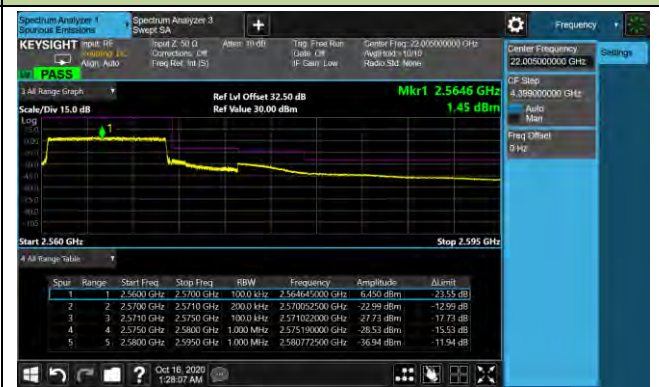 Spectrum Analyzer 1
Spurious Emissions
Spectrum Analyzer 3
Swept SA
Frequency
KEYSIGHT
Input: RF
Align: Auto
Input Z: 50 Ω
Corrections: Off
Freq Ref: Int (S)
Atten: 10 dB
Trig: Free Run
Gate: Off
IF Gain: Low
Center Freq: 22.005000000 GHz
Avg|Hold:>10/10
Radio Std: None
PASS
Center Frequency
22.005000000 GHz
Settings
CF Step
4.399000000 GHz
Auto
Man
Freq Offset
0 Hz
3 All Range Graph
Scale/Div 15.0 dB
Ref Lvl Offset 32.50 dB
Ref Value 30.00 dBm
Mkr1 2.5646 GHz
1.45 dBm
Log
1
Start 2.560 GHz
Stop 2.595 GHz
4 All Range Table
Spur Range Start Freq Stop Freq RBW Frequency Amplitude ΔLimit
1 1 2.5600 GHz 2.5700 GHz 100.0 kHz 2.564645000 GHz 6.450 dBm -23.55 dB
2 2 2.5700 GHz 2.5710 GHz 200.0 kHz 2.570052500 GHz -22.99 dBm -12.99 dB
3 3 2.5710 GHz 2.5750 GHz 100.0 kHz 2.571022000 GHz -27.73 dBm -17.73 dB
4 4 2.5750 GHz 2.5800 GHz 1.000 MHz 2.575190000 GHz -28.53 dBm -15.53 dB
5 5 2.5800 GHz 2.5950 GHz 1.000 MHz 2.580772500 GHz -36.94 dBm -11.94 dB
Oct 16, 2020
1:28:07 AM